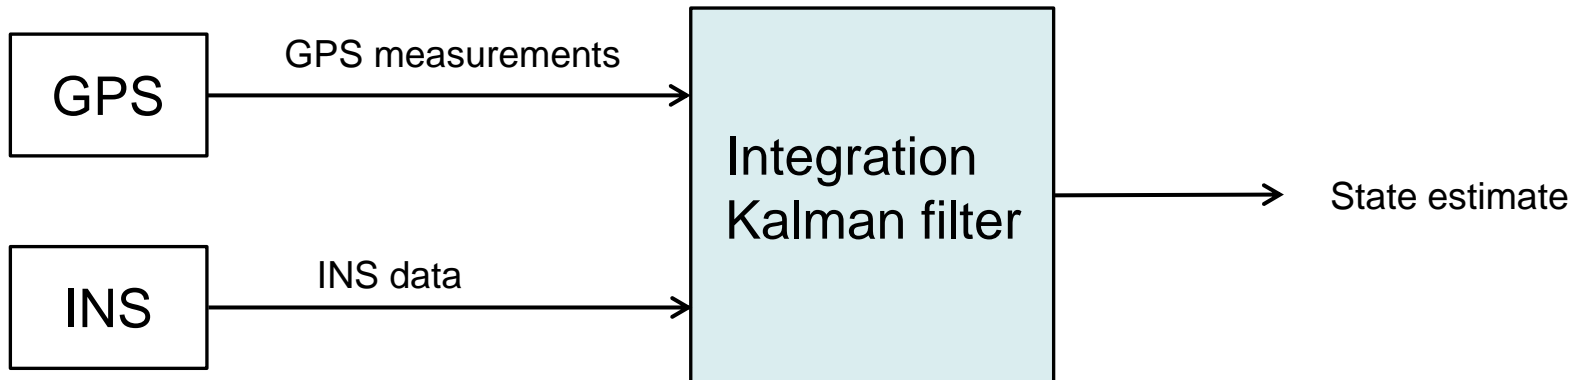 GPS
GPS measurements
Integration
Kalman filter
State estimate
INS
INS data